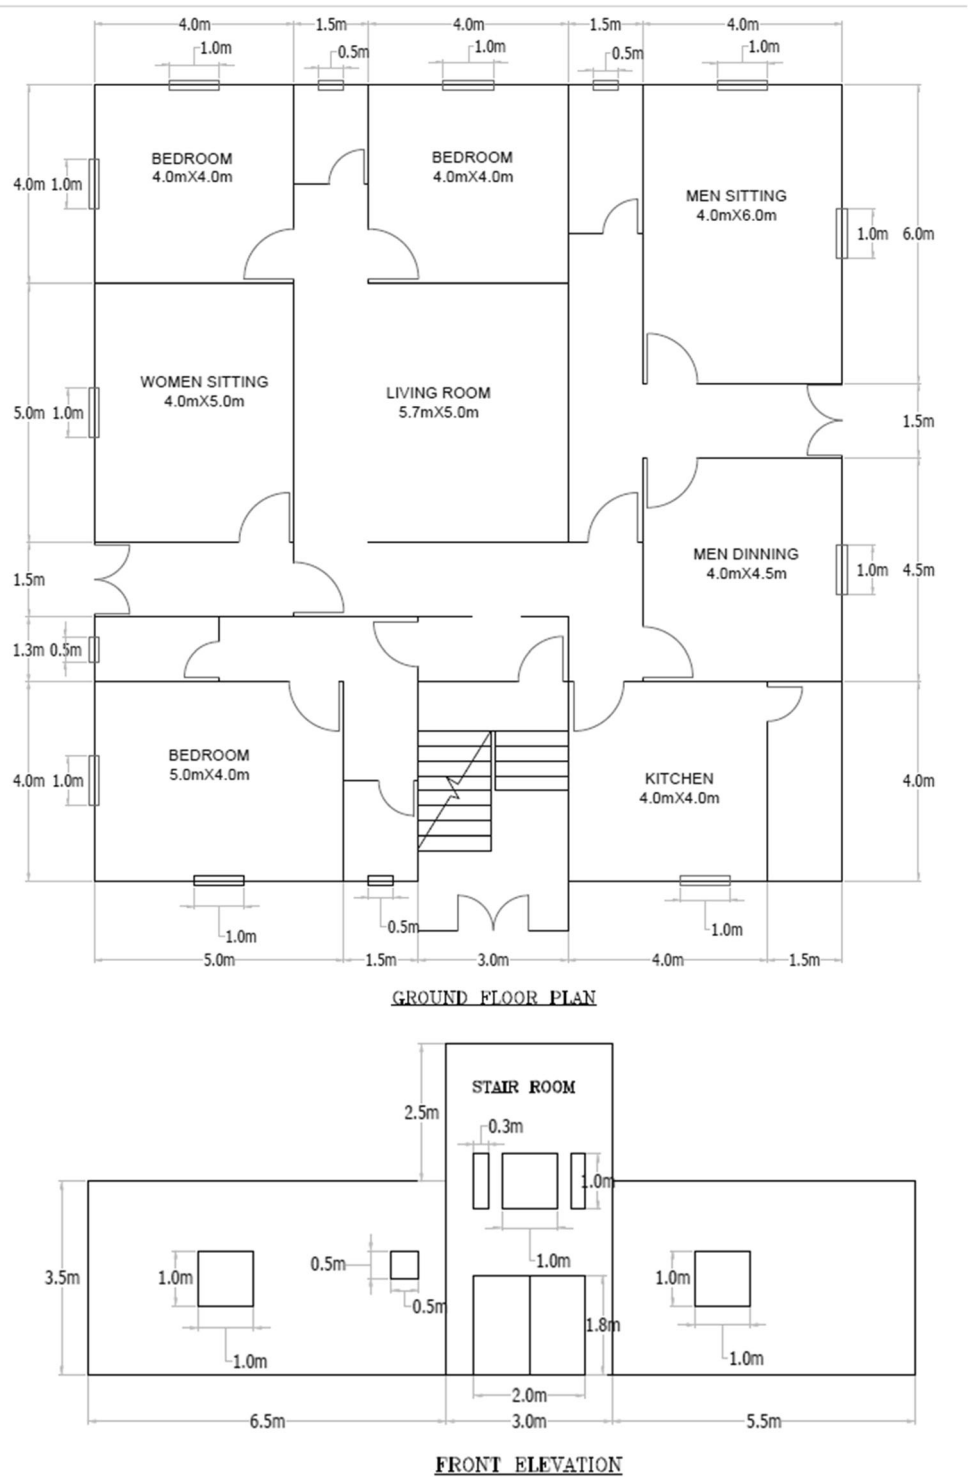 4.0m 1.5m 4.0m 1.5m 4.0m
1.0m 0.5m 1.0m 0.5m 1.0m
BEDROOM
4.0mX4.0m
BEDROOM
4.0mX4.0m
4.0m 1.0m
MEN SITTING
4.0mX6.0m
1.0m 6.0m
WOMEN SITTING
4.0mX5.0m
LIVING ROOM
5.7mX5.0m
5.0m 1.0m
1.5m
MEN DINNING
4.0mX4.5m
1.0m 4.5m
1.5m
1.3m 0.5m
BEDROOM
5.0mX4.0m
4.0m 1.0m
KITCHEN
4.0mX4.0m
4.0m
1.0m 0.5m 1.0m
5.0m 1.5m 3.0m 4.0m 1.5m
GROUND FLOOR PLAN
STAIR ROOM
2.5m
0.3m
1.0m
1.0m
0.5m
0.5m
3.5m
1.0m
1.0m
1.8m
1.0m
1.0m
2.0m
6.5m 3.0m 5.5m
FRONT ELEVATION